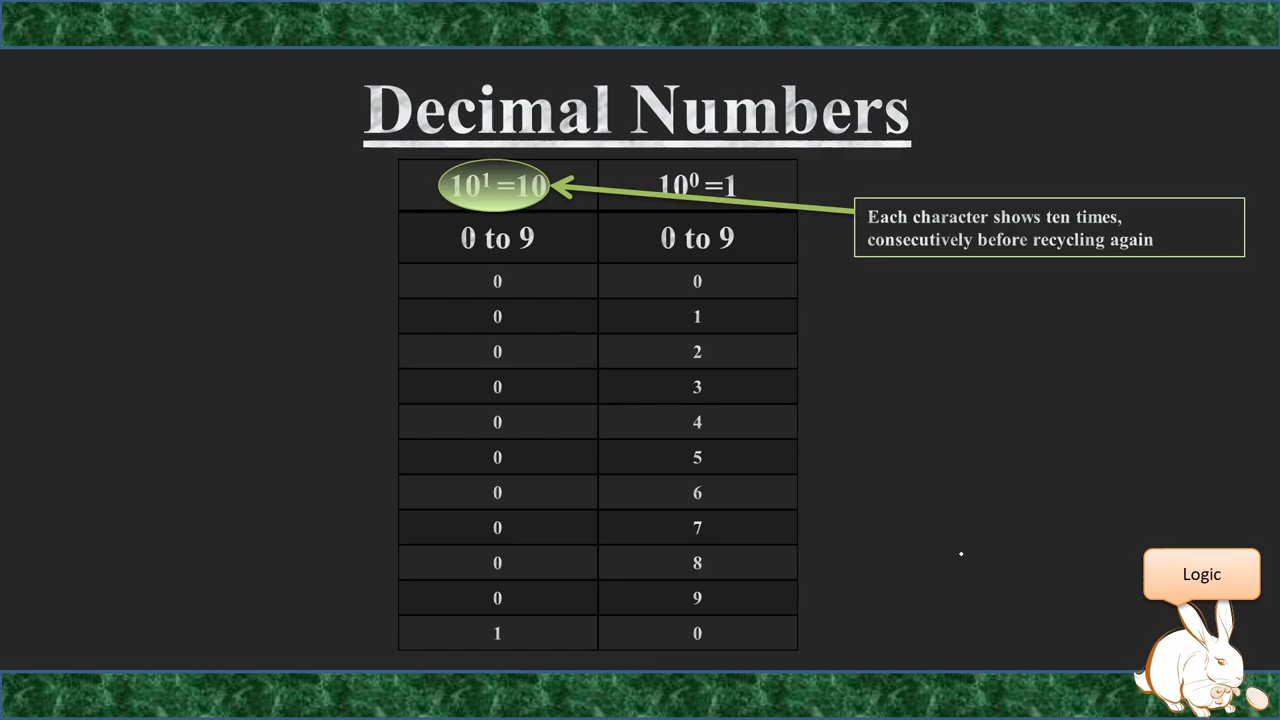 Decimal Numbers
10¹ =10 10⁰ =1
Each character shows ten times,
consecutively before recycling again
0 to 9 0 to 9
0 0
0 1
0 2
0 3
0 4
0 5
0 6
0 7
0 8
0 9
1 0
Logic